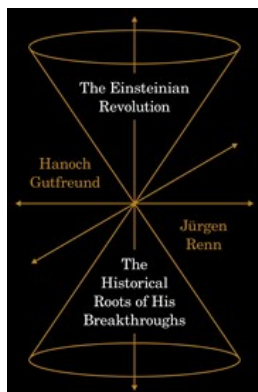 The Einsteinian
Revolution
Hanoch
Gutfreund
Jürgen
Renn
The
Historical
Roots of His
Breakthroughs